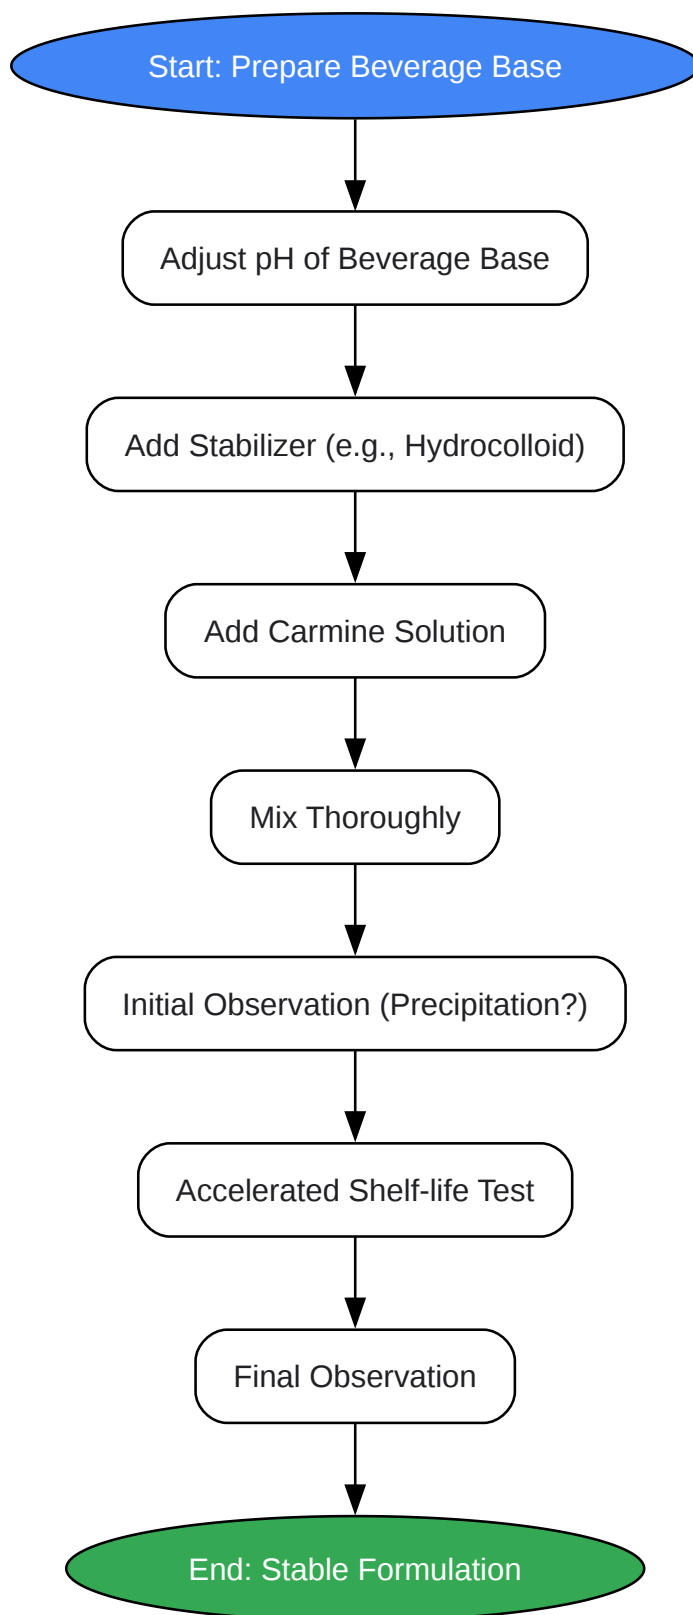 Start: Prepare Beverage Base
Adjust pH of Beverage Base
Add Stabilizer (e.g., Hydrocolloid)
Add Carmine Solution
Mix Thoroughly
Initial Observation (Precipitation?)
Accelerated Shelf-life Test
Final Observation
End: Stable Formulation